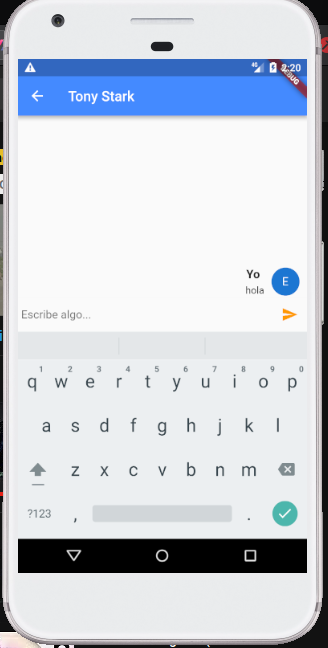 4G 2:20
DEBUG
Tony Stark
Yo
hola
E
Escribe algo...
1 2 3 4 5 6 7 8 9 0
q w e r t y u i o p
a s d f g h j k l
z x c v b n m
?123 , .